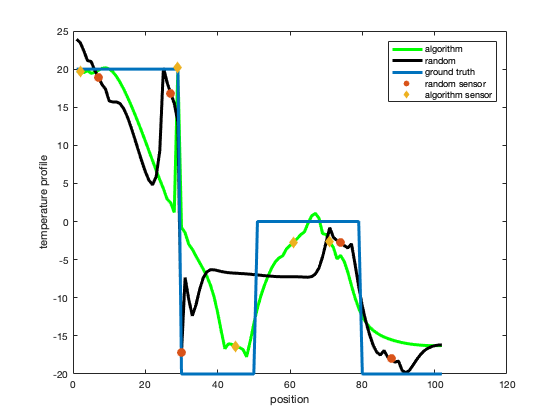 25
20
15
10
5
0
-5
-10
-15
-20
0 20 40 60 80 100 120
temperature profile
position
algorithm
random
ground truth
random sensor
algorithm sensor